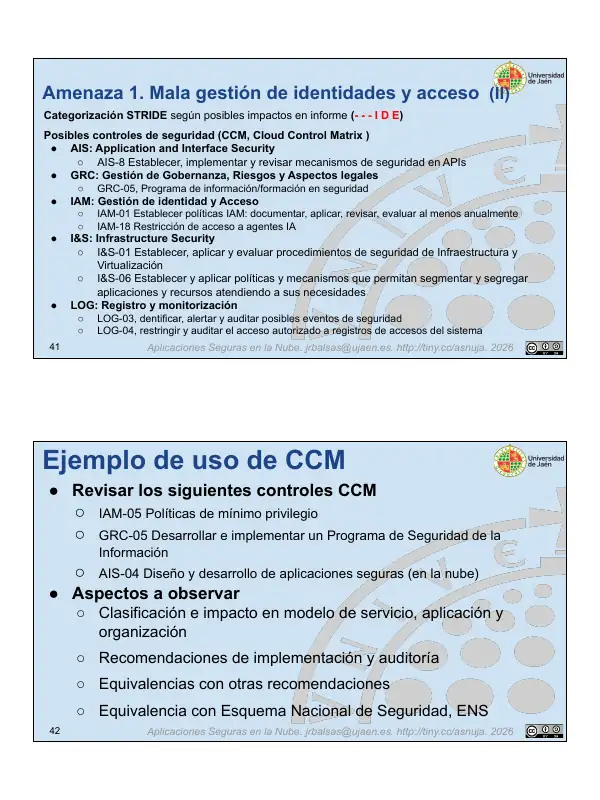 Universidad
de Jaén
Amenaza 1. Mala gestión de identidades y acceso (II)
Categorización STRIDE según posibles impactos en informe (- - - I D E)
Posibles controles de seguridad (CCM, Cloud Control Matrix )
● AIS: Application and Interface Security
○ AIS-8 Establecer, implementar y revisar mecanismos de seguridad en APIs
● GRC: Gestión de Gobernanza, Riesgos y Aspectos legales
○ GRC-05, Programa de información/formación en seguridad
● IAM: Gestión de identidad y Acceso
○ IAM-01 Establecer políticas IAM: documentar, aplicar, revisar, evaluar al menos anualmente
○ IAM-18 Restricción de acceso a agentes IA
● I&S: Infrastructure Security
○ I&S-01 Establecer, aplicar y evaluar procedimientos de seguridad de Infraestructura y
Virtualización
○ I&S-06 Establecer y aplicar políticas y mecanismos que permitan segmentar y segregar
aplicaciones y recursos atendiendo a sus necesidades
● LOG: Registro y monitorización
○ LOG-03, dentificar, alertar y auditar posibles eventos de seguridad
○ LOG-04, restringir y auditar el acceso autorizado a registros de accesos del sistema
41
Aplicaciones Seguras en la Nube. jrbalsas@ujaen.es. http://tiny.cc/asnuja. 2026
Universidad
de Jaén
Ejemplo de uso de CCM
● Revisar los siguientes controles CCM
○ IAM-05 Políticas de mínimo privilegio
○ GRC-05 Desarrollar e implementar un Programa de Seguridad de la
Información
○ AIS-04 Diseño y desarrollo de aplicaciones seguras (en la nube)
● Aspectos a observar
○ Clasificación e impacto en modelo de servicio, aplicación y
organización
○ Recomendaciones de implementación y auditoría
○ Equivalencias con otras recomendaciones
○ Equivalencia con Esquema Nacional de Seguridad, ENS
42
Aplicaciones Seguras en la Nube. jrbalsas@ujaen.es. http://tiny.cc/asnuja. 2026